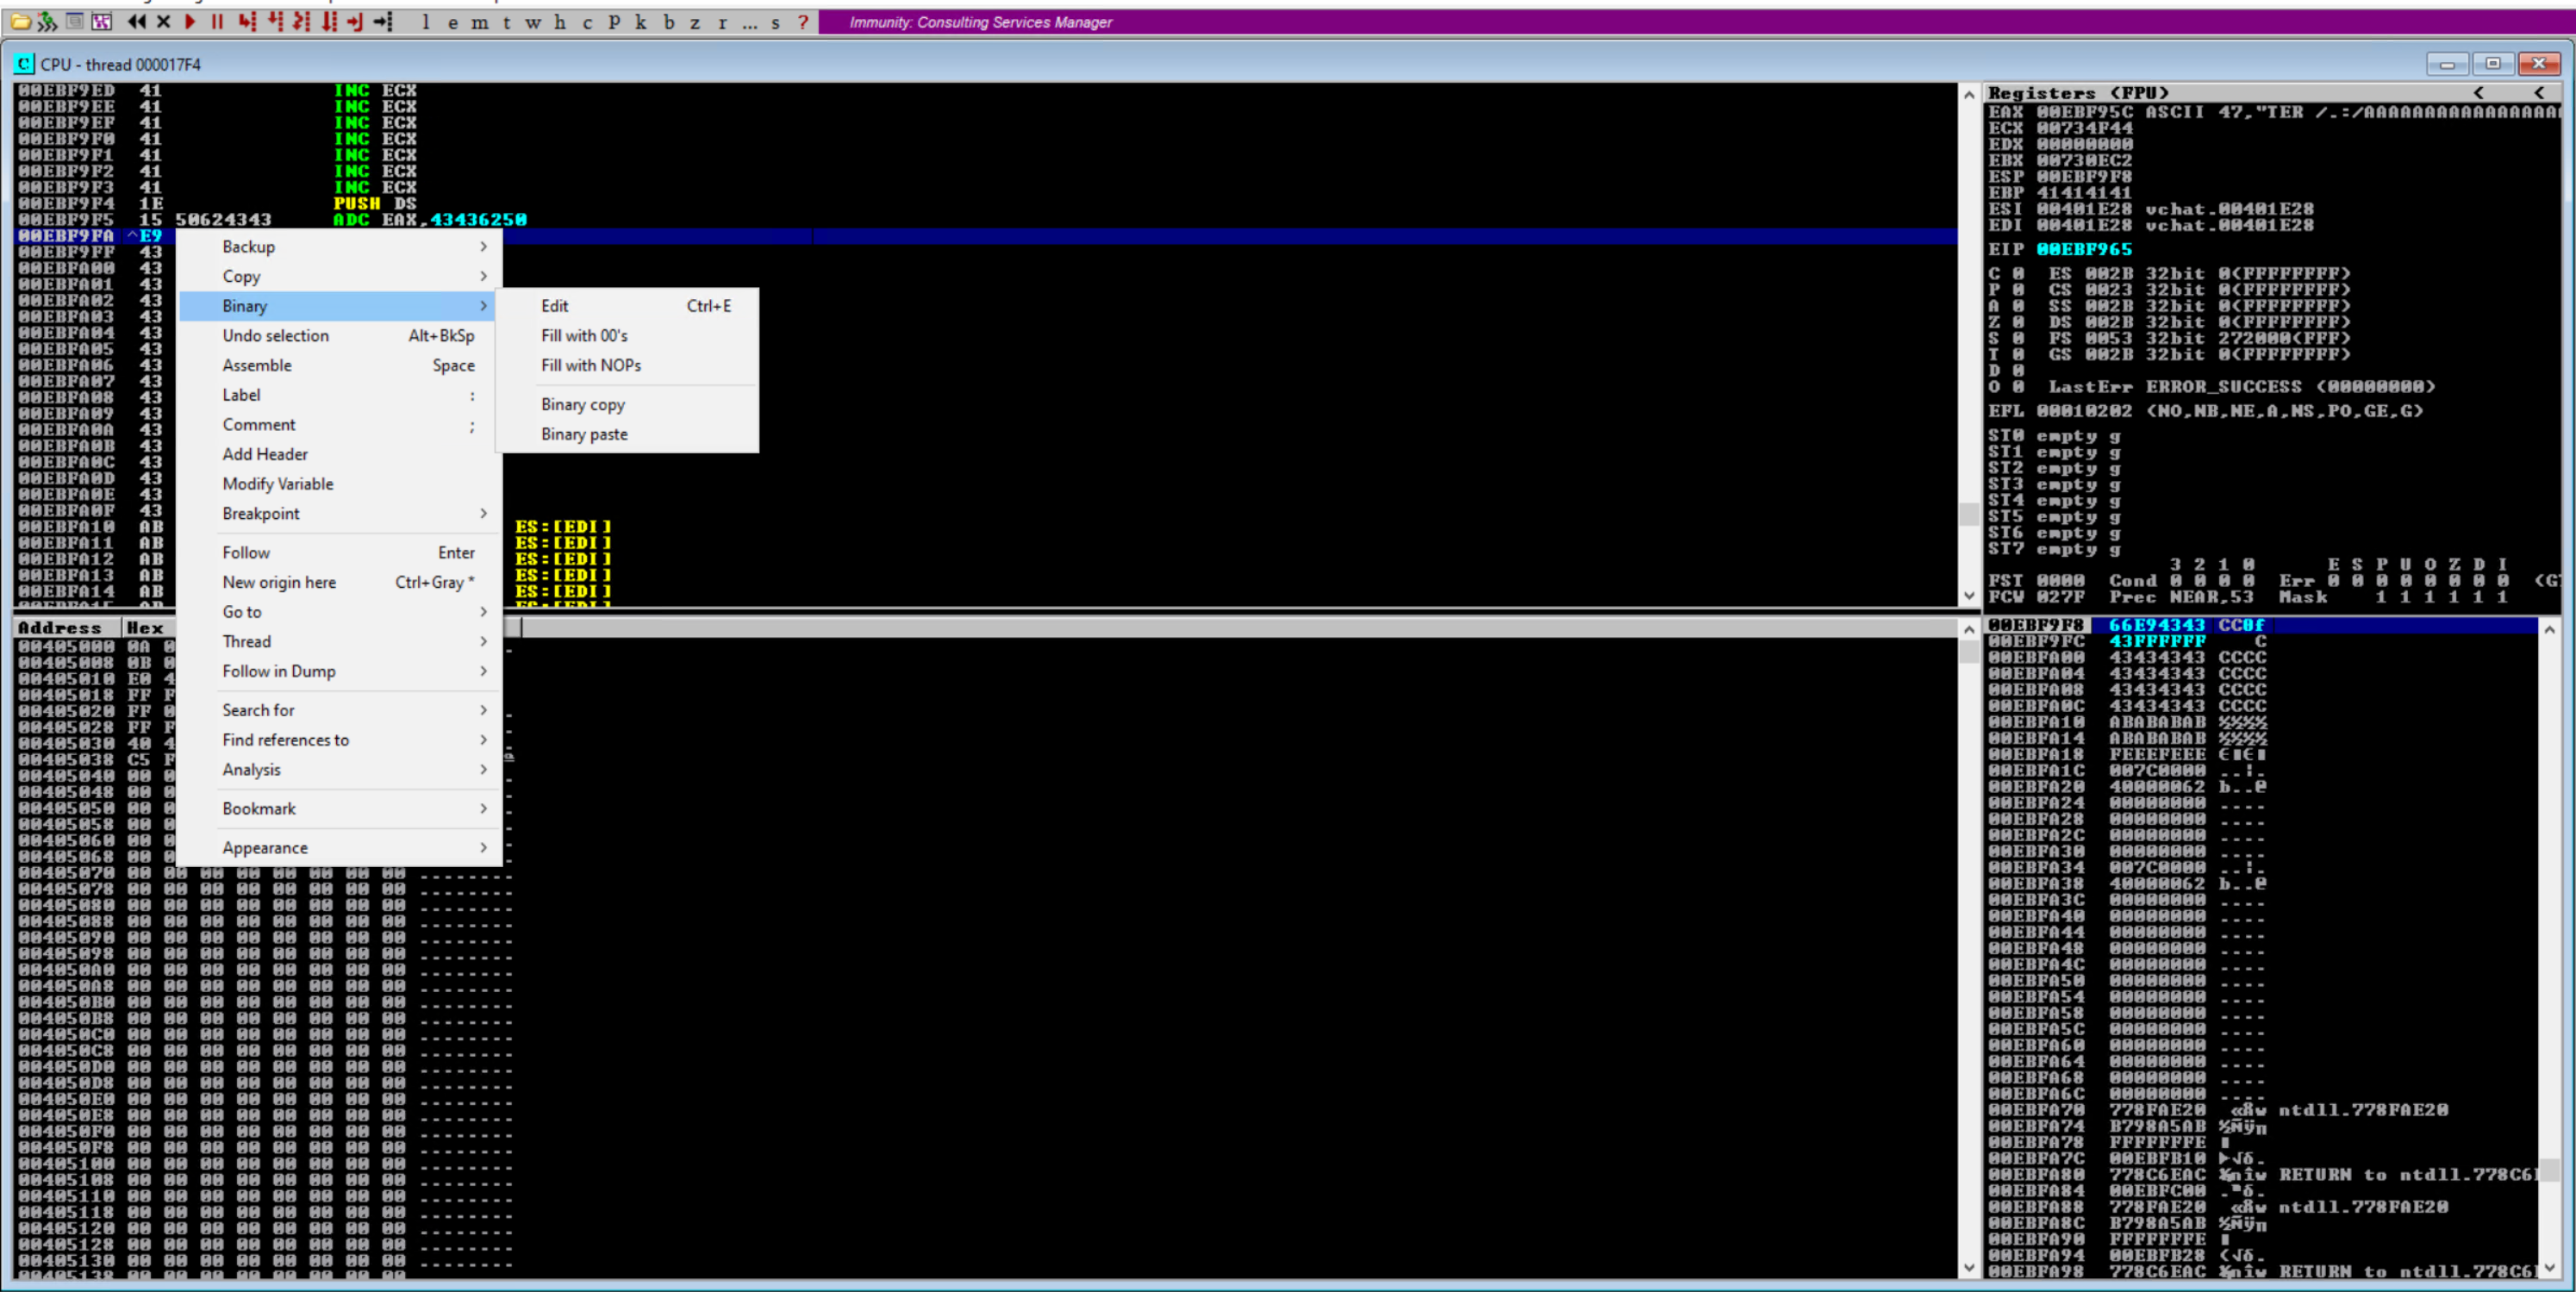 l e m t w h c P k b z r ... s ?
Immunity: Consulting Services Manager
CPU - thread 000017F4
00EBF9ED 41 INC ECX
00EBF9EE 41 INC ECX
00EBF9EF 41 INC ECX
00EBF9F0 41 INC ECX
00EBF9F1 41 INC ECX
00EBF9F2 41 INC ECX
00EBF9F3 41 INC ECX
00EBF9F4 1E PUSH DS
00EBF9F5 15 50624343 ADC EAX,43436250
00EBF9FA ^E9
00EBF9FF 43
00EBFA00 43
00EBFA01 43
00EBFA02 43
00EBFA03 43
00EBFA04 43
00EBFA05 43
00EBFA06 43
00EBFA07 43
00EBFA08 43
00EBFA09 43
00EBFA0A 43
00EBFA0B 43
00EBFA0C 43
00EBFA0D 43
00EBFA0E 43
00EBFA0F 43
00EBFA10 AB ES:[EDI]
00EBFA11 AB ES:[EDI]
00EBFA12 AB ES:[EDI]
00EBFA13 AB ES:[EDI]
00EBFA14 AB ES:[EDI]
Backup
Copy
Binary
Undo selection Alt+BkSp
Assemble Space
Label :
Comment ;
Add Header
Modify Variable
Breakpoint
Follow Enter
New origin here Ctrl+Gray *
Go to
Thread
Follow in Dump
Search for
Find references to
Analysis
Bookmark
Appearance
Edit Ctrl+E
Fill with 00's
Fill with NOPs
Binary copy
Binary paste
Registers (FPU) < <
EAX 00EBF95C ASCII 47,"TER /.:/AAAAAAAAAAAAAAAAA
ECX 00734F44
EDX 00000000
EBX 00730EC2
ESP 00EBF9F8
EBP 41414141
ESI 00401E28 vchat.00401E28
EDI 00401E28 vchat.00401E28
EIP 00EBF965
C 0 ES 002B 32bit 0(FFFFFFFF)
P 0 CS 0023 32bit 0(FFFFFFFF)
A 0 SS 002B 32bit 0(FFFFFFFF)
Z 0 DS 002B 32bit 0(FFFFFFFF)
S 0 FS 0053 32bit 272000(FFF)
T 0 GS 002B 32bit 0(FFFFFFFF)
D 0
O 0 LastErr ERROR_SUCCESS (00000000)
EFL 00010202 (NO,NB,NE,A,NS,PO,GE,G)
ST0 empty g
ST1 empty g
ST2 empty g
ST3 empty g
ST4 empty g
ST5 empty g
ST6 empty g
ST7 empty g
3 2 1 0 E S P U O Z D I
FST 0000 Cond 0 0 0 0 Err 0 0 0 0 0 0 0 0 (G
FCW 027F Prec NEAR,53 Mask 1 1 1 1 1 1
Address Hex
00405000 0A
00405008 0B
00405010 E0
00405018 FF
00405020 FF
00405028 FF
00405030 40
00405038 C5
00405040 00
00405048 00
00405050 00
00405058 00
00405060 00
00405068 00
00405070 00 00 00 00 00 00 00 00 ........
00405078 00 00 00 00 00 00 00 00 ........
00405080 00 00 00 00 00 00 00 00 ........
00405088 00 00 00 00 00 00 00 00 ........
00405090 00 00 00 00 00 00 00 00 ........
00405098 00 00 00 00 00 00 00 00 ........
004050A0 00 00 00 00 00 00 00 00 ........
004050A8 00 00 00 00 00 00 00 00 ........
004050B0 00 00 00 00 00 00 00 00 ........
004050B8 00 00 00 00 00 00 00 00 ........
004050C0 00 00 00 00 00 00 00 00 ........
004050C8 00 00 00 00 00 00 00 00 ........
004050D0 00 00 00 00 00 00 00 00 ........
004050D8 00 00 00 00 00 00 00 00 ........
004050E0 00 00 00 00 00 00 00 00 ........
004050E8 00 00 00 00 00 00 00 00 ........
004050F0 00 00 00 00 00 00 00 00 ........
004050F8 00 00 00 00 00 00 00 00 ........
00405100 00 00 00 00 00 00 00 00 ........
00405108 00 00 00 00 00 00 00 00 ........
00405110 00 00 00 00 00 00 00 00 ........
00405118 00 00 00 00 00 00 00 00 ........
00405120 00 00 00 00 00 00 00 00 ........
00405128 00 00 00 00 00 00 00 00 ........
00405130 00 00 00 00 00 00 00 00 ........
00405138 00 00 00 00 00 00 00 00
00EBF9F8 66E94343 CCθf
00EBF9FC 43FFFFFF C
00EBFA00 43434343 CCCC
00EBFA04 43434343 CCCC
00EBFA08 43434343 CCCC
00EBFA0C 43434343 CCCC
00EBFA10 ABABABAB ½½½½
00EBFA14 ABABABAB ½½½½
00EBFA18 FEEEFEEE
00EBFA1C 007C0000 ..¦.
00EBFA20 40000062 b..@
00EBFA24 00000000 ....
00EBFA28 00000000 ....
00EBFA2C 00000000 ....
00EBFA30 00000000 ....
00EBFA34 007C0000 ..¦.
00EBFA38 40000062 b..@
00EBFA3C 00000000 ....
00EBFA40 00000000 ....
00EBFA44 00000000 ....
00EBFA48 00000000 ....
00EBFA4C 00000000 ....
00EBFA50 00000000 ....
00EBFA54 00000000 ....
00EBFA58 00000000 ....
00EBFA5C 00000000 ....
00EBFA60 00000000 ....
00EBFA64 00000000 ....
00EBFA68 00000000 ....
00EBFA6C 00000000 ....
00EBFA70 778FAE20 ntdll.778FAE20
00EBFA74 B798A5AB
00EBFA78 FFFFFFFE
00EBFA7C 00EBFB10
00EBFA80 778C6EAC RETURN to ntdll.778C6
00EBFA84 00EBFC00
00EBFA88 778FAE20 ntdll.778FAE20
00EBFA8C B798A5AB
00EBFA90 FFFFFFFE
00EBFA94 00EBFB28
00EBFA98 778C6EAC RETURN to ntdll.778C6